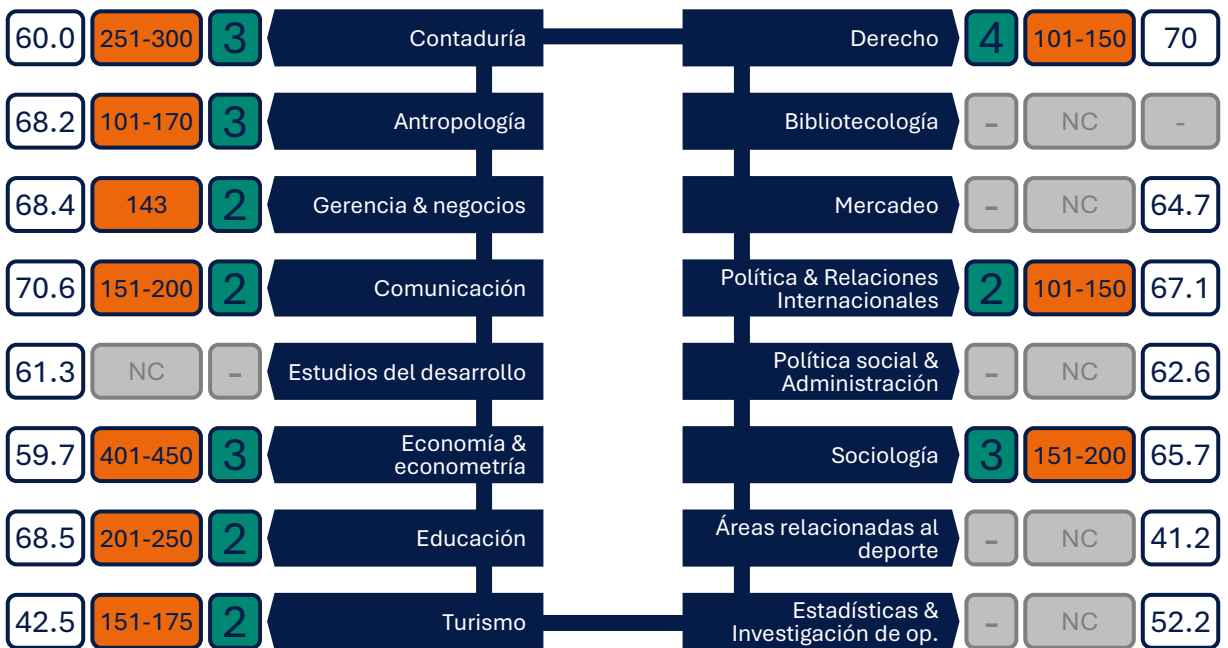 60.0 251-300 3 Contaduría Derecho 4 101-150 70
68.2 101-170 3 Antropología Bibliotecología - NC -
68.4 143 2 Gerencia & negocios Mercadeo - NC 64.7
70.6 151-200 2 Comunicación Política & Relaciones
Internacionales 2 101-150 67.1
61.3 NC - Estudios del desarrollo Política social &
Administración - NC 62.6
59.7 401-450 3 Economía &
econometría Sociología 3 151-200 65.7
68.5 201-250 2 Educación Áreas relacionadas al
deporte - NC 41.2
42.5 151-175 2 Turismo Estadísticas &
Investigación de op. - NC 52.2